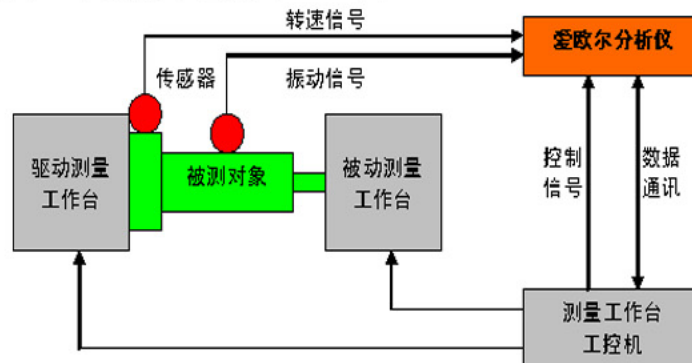 转速信号
爱欧尔分析仪
传感器
振动信号
驱动测量
工作台
被测对象
被动测量
工作台
控制
信号
数据
通讯
测量工作台
工控机